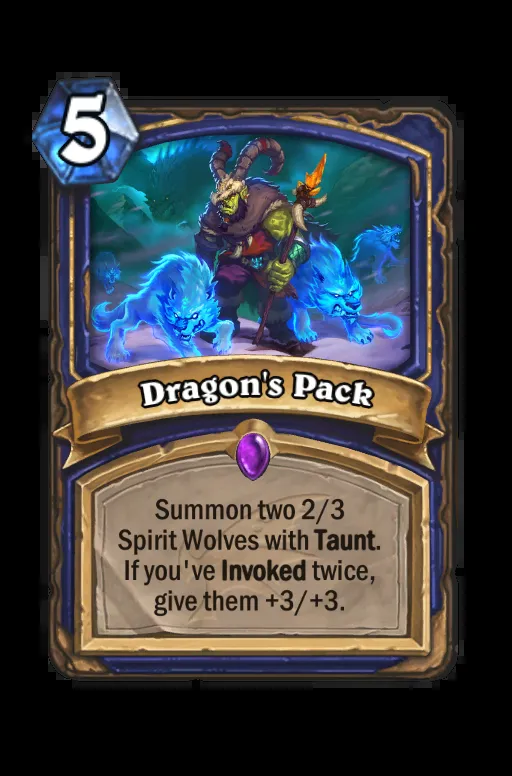 5
Dragon's Pack
Summon two 2/3
Spirit Wolves with Taunt.
If you've Invoked twice,
give them +3/+3.